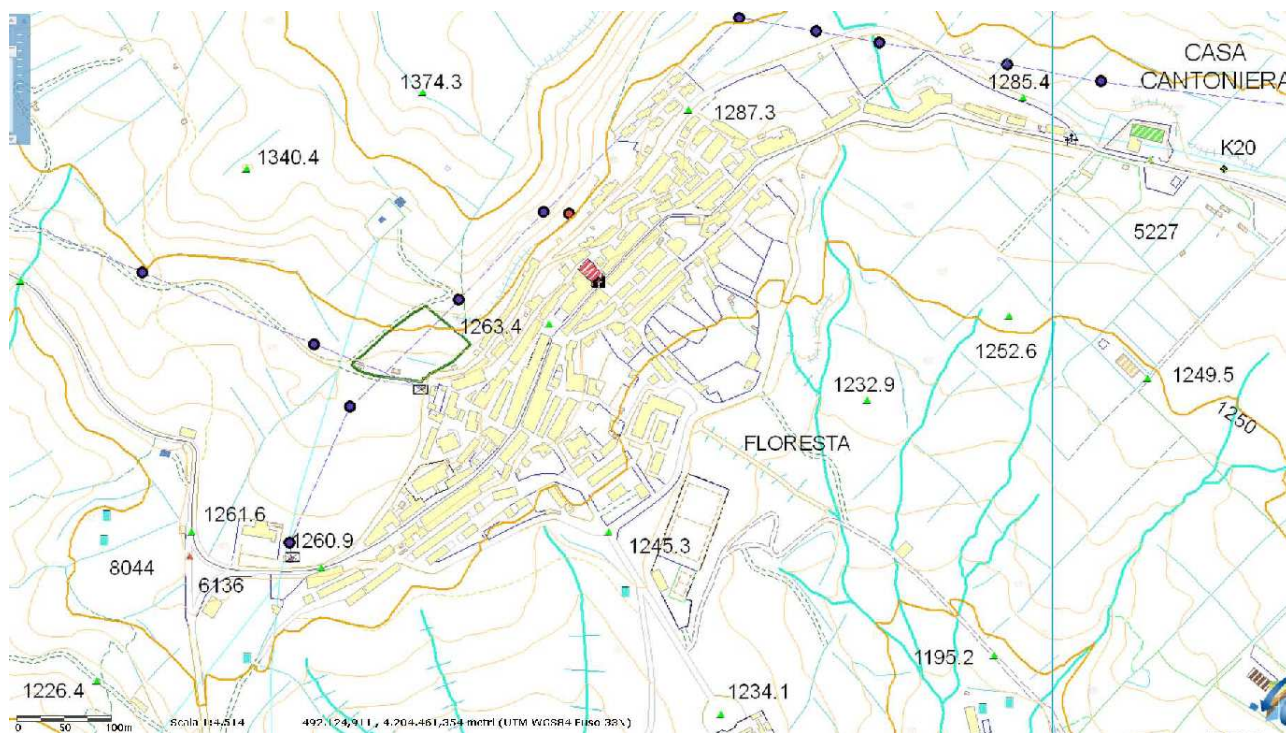 CASA
CANTONIERA
1374.3
1285.4
1287.3
1340.4
K20
5227
1263.4
1252.6
1249.5
1232.9
1250
FLORESTA
1261.6
1260.9
1245.3
8044
6136
1195.2
1226.4
1234.1
0 50 100m
Scala 1:4.514
492.124,911 , 4.204.461,354 metri (UTM WGS84 Fuso 33N)